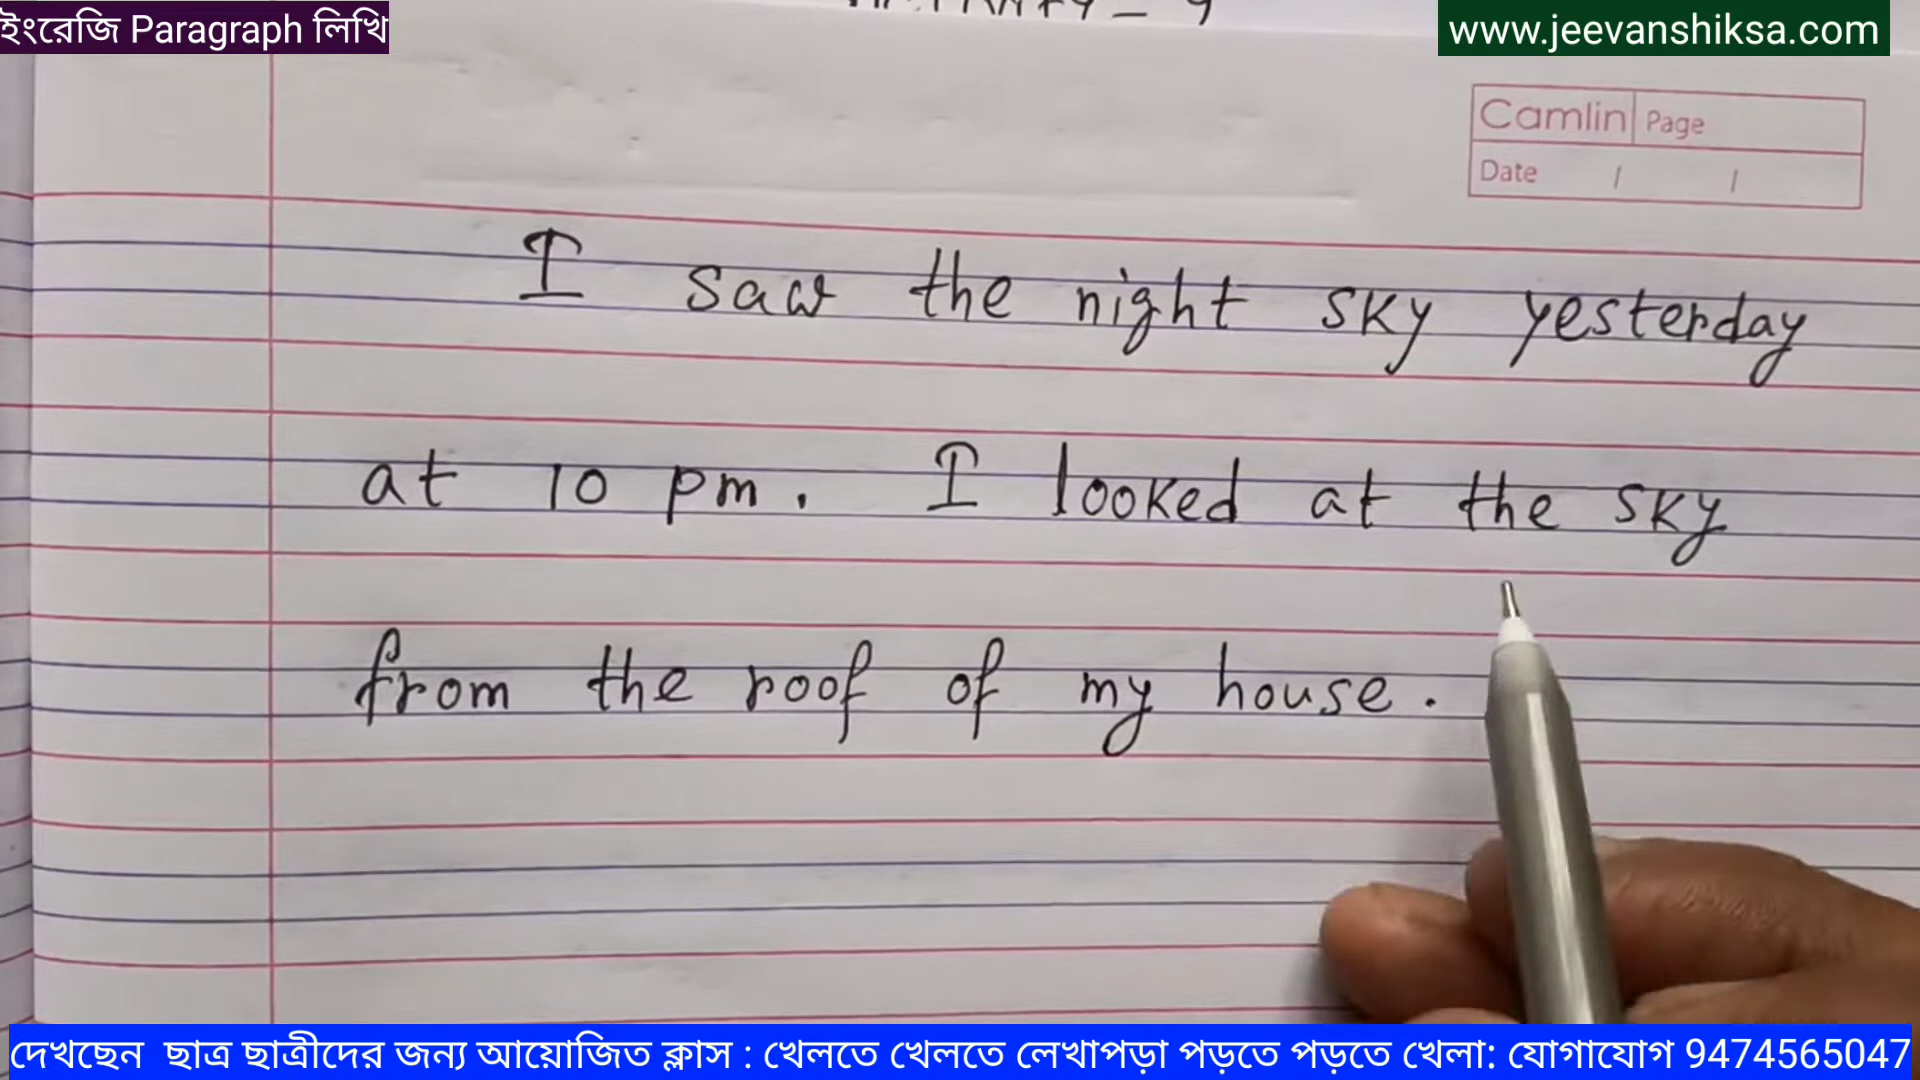 ইংরেজি Paragraph লিখি
www.jeevanshiksa.com
Camlin Page
Date / /
I saw the night sky yesterday
at 10 pm. I looked at the sky
from the roof of my house.
দেখছেন ছাত্র ছাত্রীদের জন্য আয়োজিত ক্লাস : খেলতে খেলতে লেখাপড়া পড়তে পড়তে খেলা: যোগাযোগ 9474565047